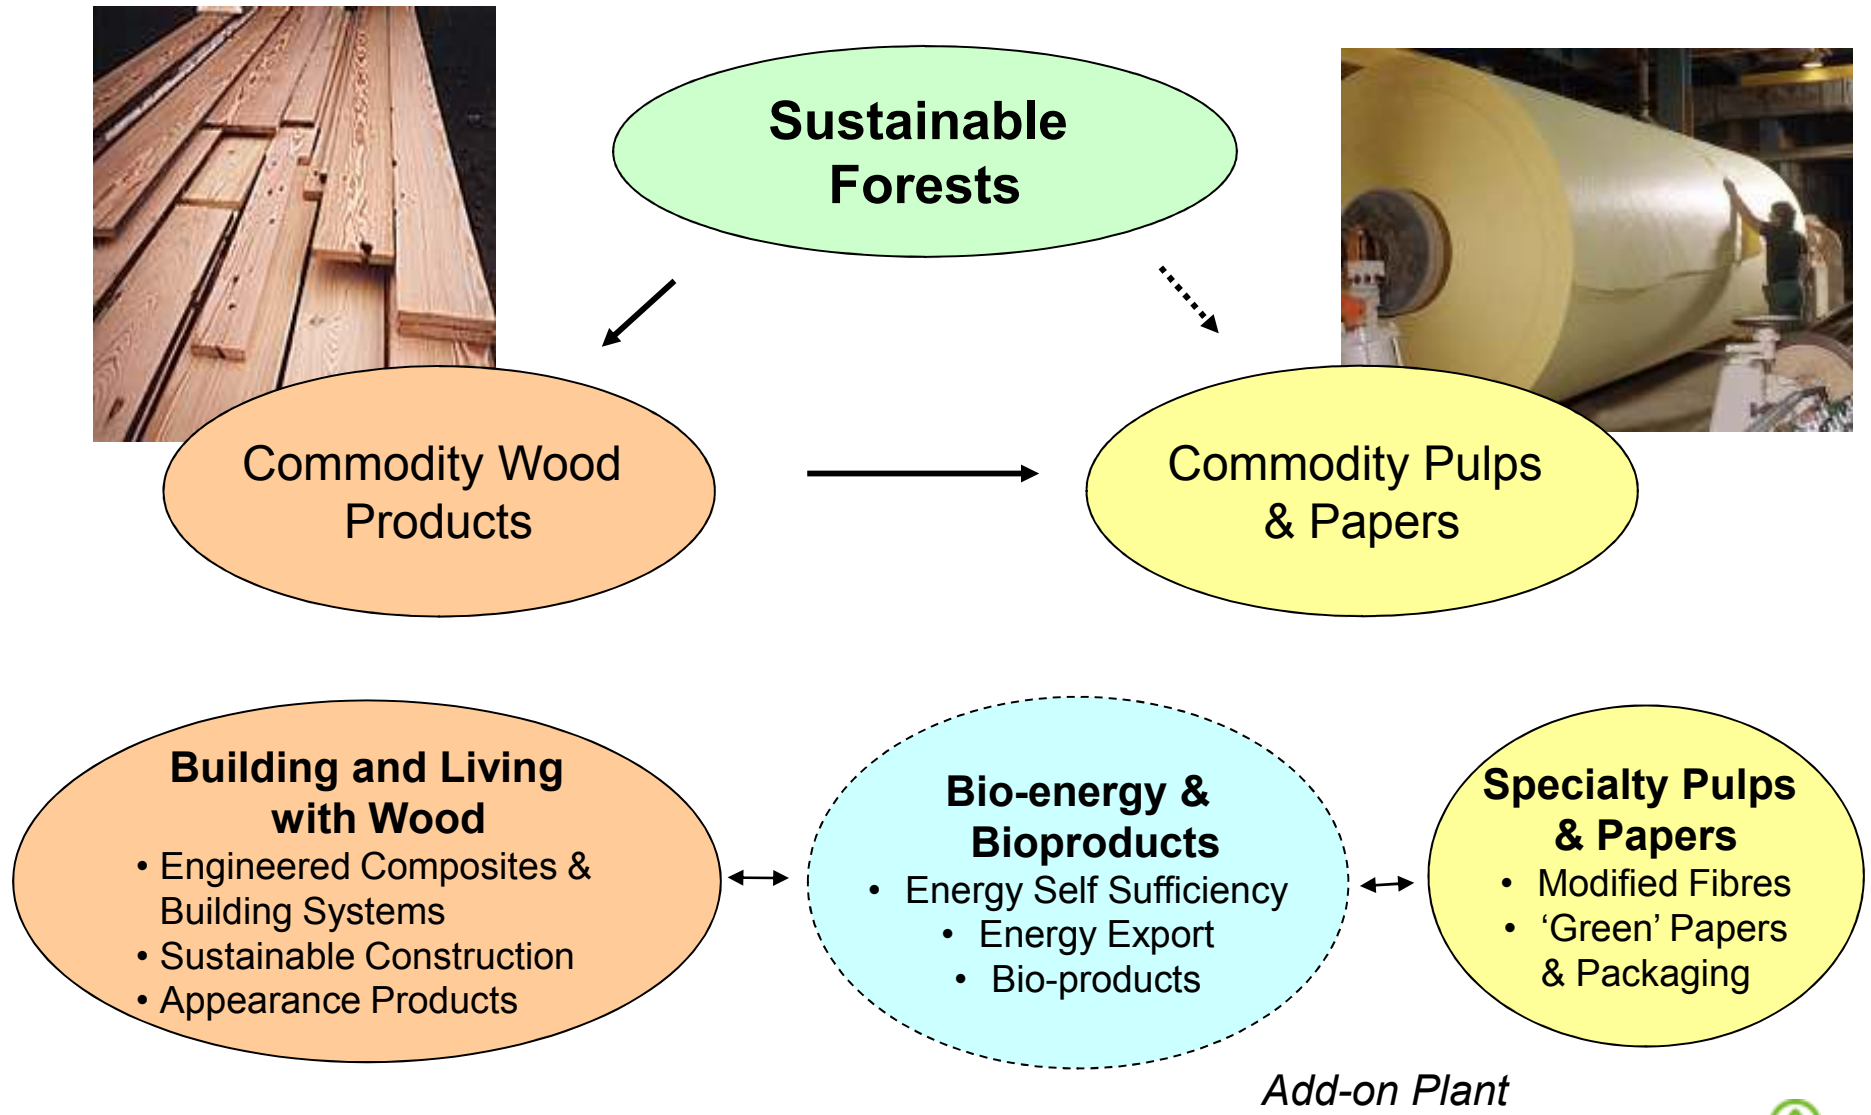 Sustainable
Forests
Commodity Wood
Products
Commodity Pulps
& Papers
Building and Living
with Wood
• Engineered Composites &
Building Systems
• Sustainable Construction
• Appearance Products
Bio-energy &
Bioproducts
• Energy Self Sufficiency
• Energy Export
• Bio-products
Specialty Pulps
& Papers
• Modified Fibres
• ‘Green’ Papers
& Packaging
Add-on Plant